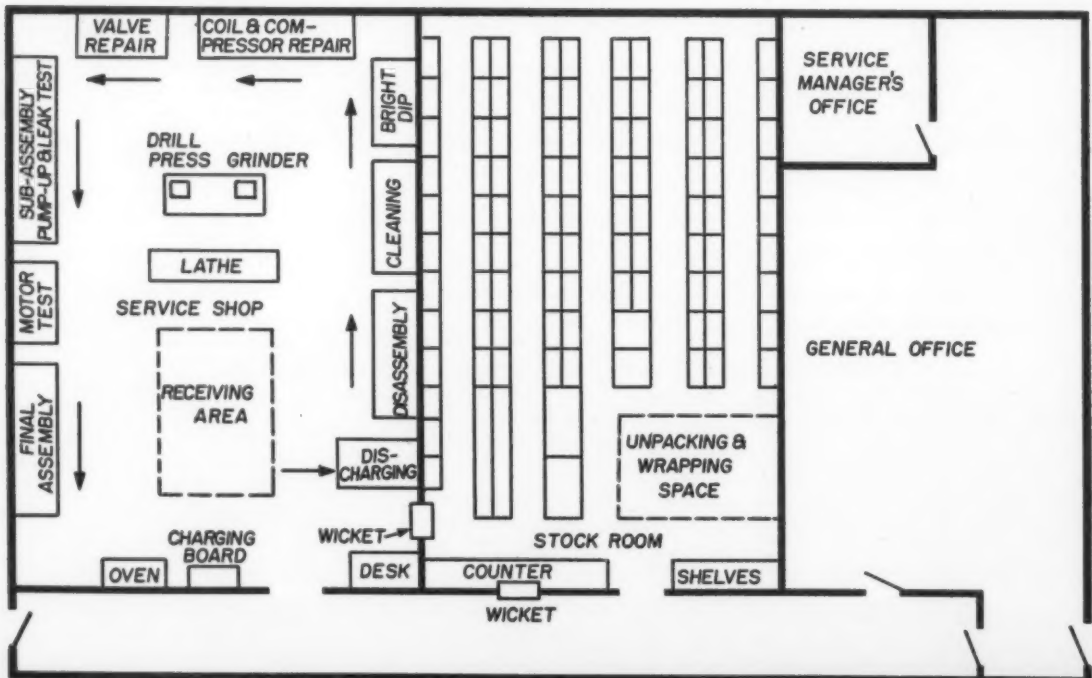 VALVE
REPAIR
COIL & COM-
PRESSOR REPAIR
SUB-ASSEMBLY
PUMP-UP & LEAK TEST
BRIGHT
DIP
DRILL
PRESS GRINDER
CLEANING
LATHE
MOTOR
TEST
SERVICE SHOP
DISASSEMBLY
RECEIVING
AREA
FINAL
ASSEMBLY
DIS-
CHARGING
WICKET
CHARGING
BOARD
OVEN
DESK
SERVICE
MANAGER'S
OFFICE
GENERAL OFFICE
UNPACKING &
WRAPPING
SPACE
STOCK ROOM
COUNTER
SHELVES
WICKET